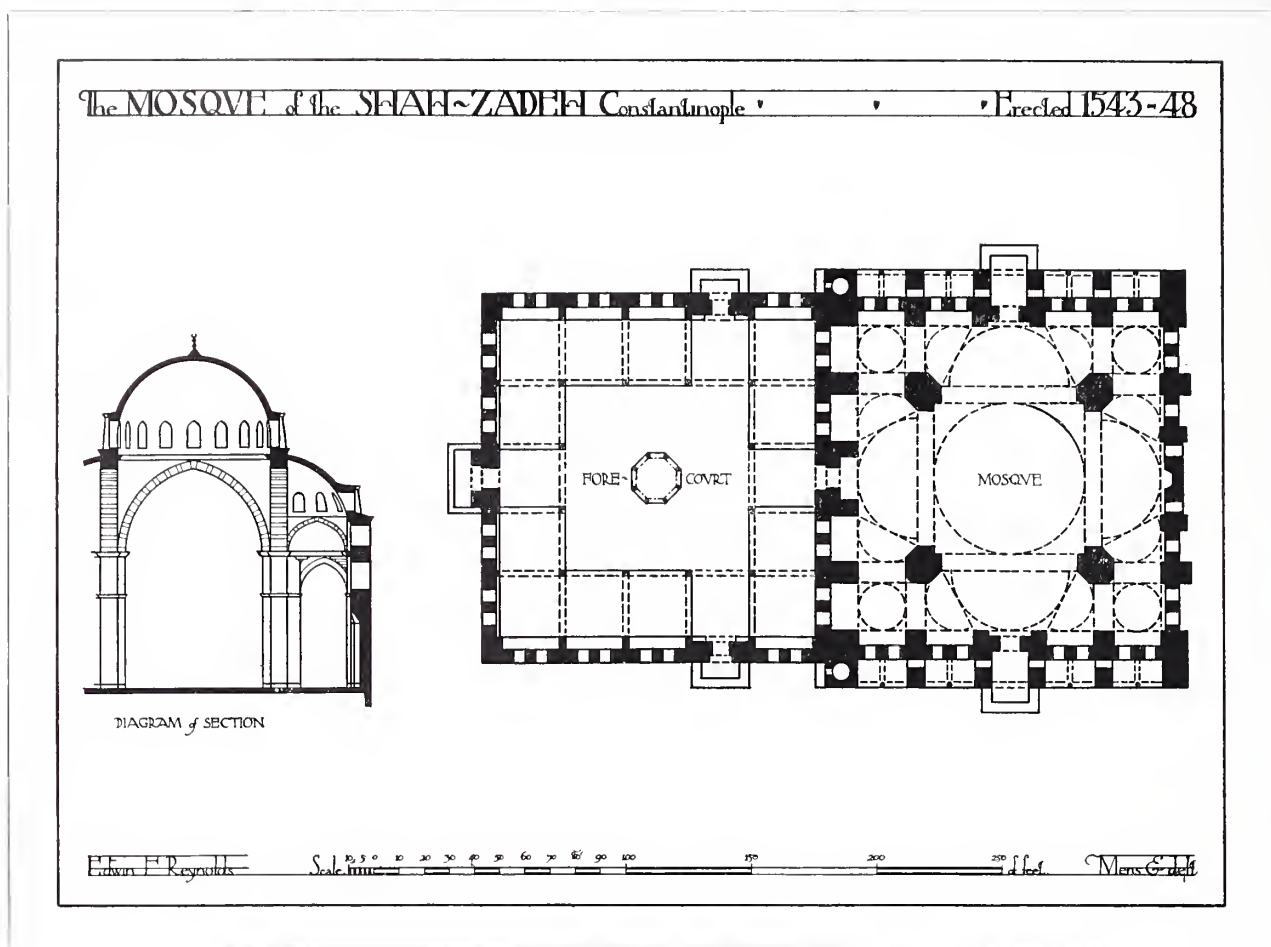 The MOSQVE of the SHAH~ZADEH Constantinople Erected 1543-48
FORE~ COVRT
MOSQVE
DIAGRAM of SECTION
Edwin F Reynolds
Scale 10 5 0 10 20 30 40 50 60 70 80 90 100 150 200 250 of feet
Mens & delt